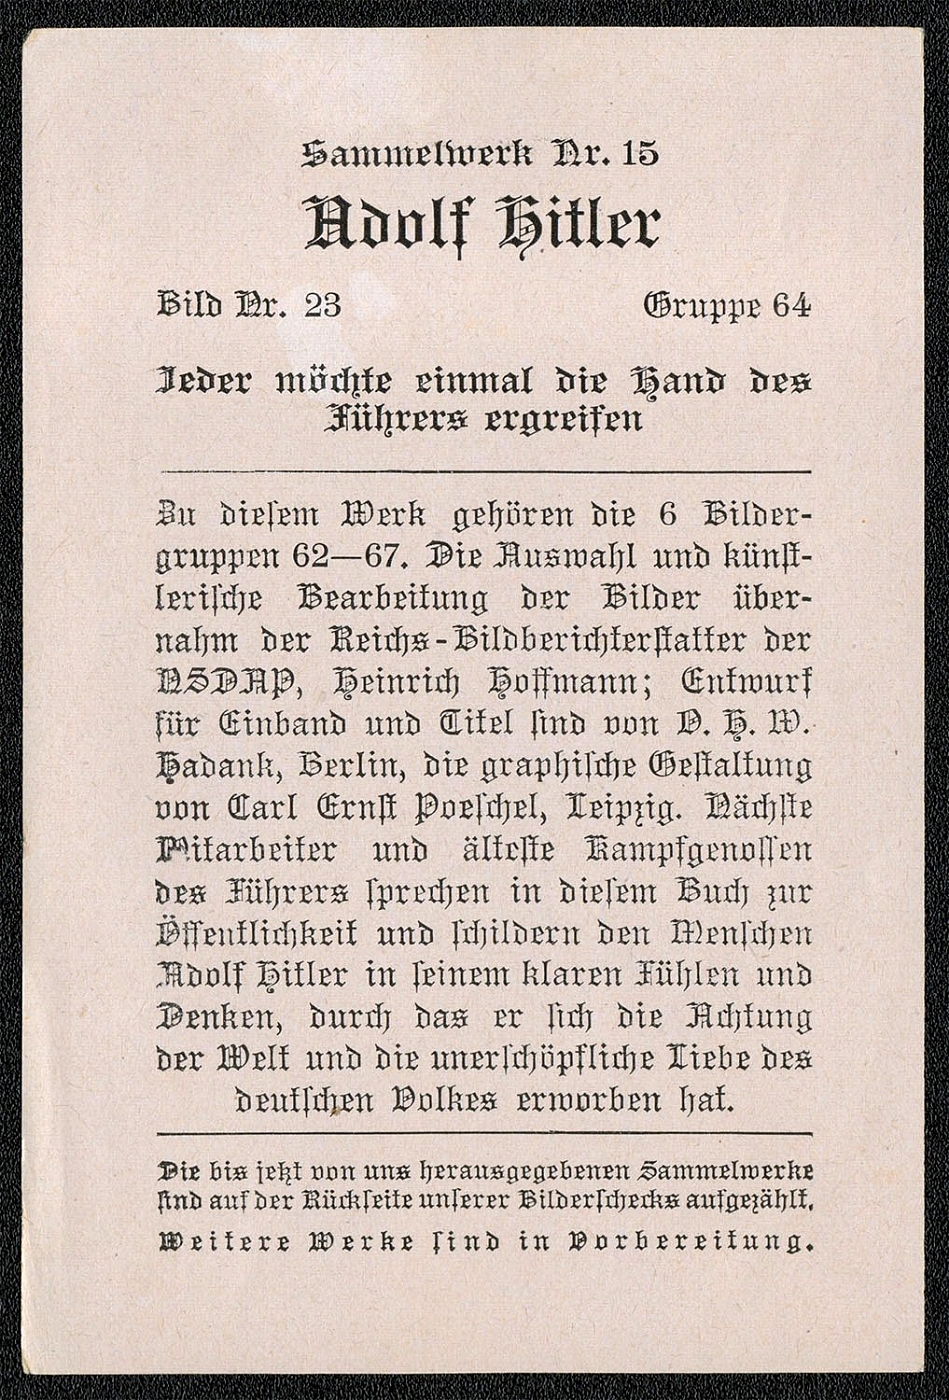 Sammelwerk Nr. 15
Adolf Hitler
Bild Nr. 23 Gruppe 64
Jeder möchte einmal die Hand des
Führers ergreifen
Zu diesem Werk gehören die 6 Bilder-
gruppen 62—67. Die Auswahl und künst-
lerische Bearbeitung der Bilder über-
nahm der Reichs-Bildberichterstatter der
NSDAP, Heinrich Hoffmann; Entwurf
für Einband und Titel sind von O. H. W.
Hadank, Berlin, die graphische Gestaltung
von Carl Ernst Poeschel, Leipzig. Nächste
Mitarbeiter und älteste Kampfgenossen
des Führers sprechen in diesem Buch zur
Öffentlichkeit und schildern den Menschen
Adolf Hitler in seinem klaren Fühlen und
Denken, durch das er sich die Achtung
der Welt und die unerschöpfliche Liebe des
deutschen Volkes erworben hat.
Die bis jetzt von uns herausgegebenen Sammelwerke
sind auf der Rückseite unserer Bilderschecks aufgezählt.
Weitere Werke sind in Vorbereitung.